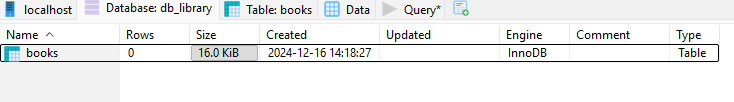 localhost Database: db_library Table: books Data Query*
Name Rows Size Created Updated Engine Comment Type
books 0 16.0 KiB 2024-12-16 14:18:27 InnoDB Table